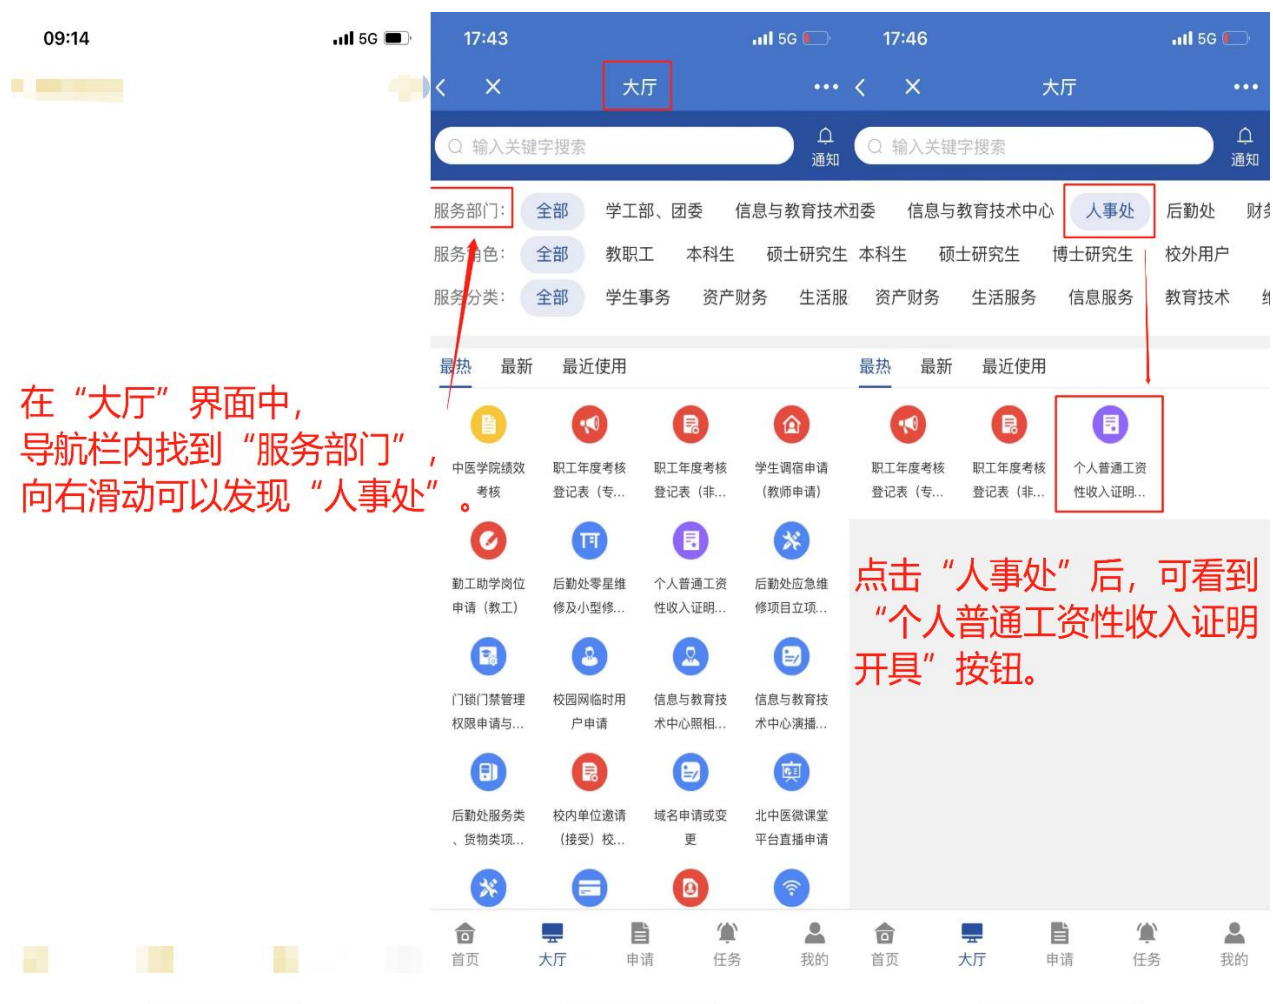 09:14
5G
在“大厅”界面中，
导航栏内找到“服务部门”，
向右滑动可以发现“人事处”。
17:43
5G
大厅
输入关键字搜索
通知
服务部门：
全部
学工部、团委
信息与教育技术
服务角色：
全部
教职工
本科生
硕士研究生
服务分类：
全部
学生事务
资产财务
生活服
最热
最新
最近使用
中医学院绩效
考核
职工年度考核
登记表（专...
职工年度考核
登记表（非...
学生调宿申请
（教师申请）
勤工助学岗位
申请（教工）
后勤处零星维
修及小型修...
个人普通工资
性收入证明...
后勤处应急维
修项目立项...
门锁门禁管理
权限申请与...
校园网临时用
户申请
信息与教育技
术中心照相...
信息与教育技
术中心演播...
后勤处服务类
、货物类项...
校内单位邀请
（接受）校...
域名申请或变
更
北中医微课堂
平台直播申请
首页
大厅
申请
任务
我的
17:46
5G
大厅
输入关键字搜索
通知
团委
信息与教育技术中心
人事处
后勤处
财务
本科生
硕士研究生
博士研究生
校外用户
资产财务
生活服务
信息服务
教育技术
最热
最新
最近使用
职工年度考核
登记表（专...
职工年度考核
登记表（非...
个人普通工资
性收入证明...
点击“人事处”后，可看到
“个人普通工资性收入证明
开具”按钮。
首页
大厅
申请
任务
我的